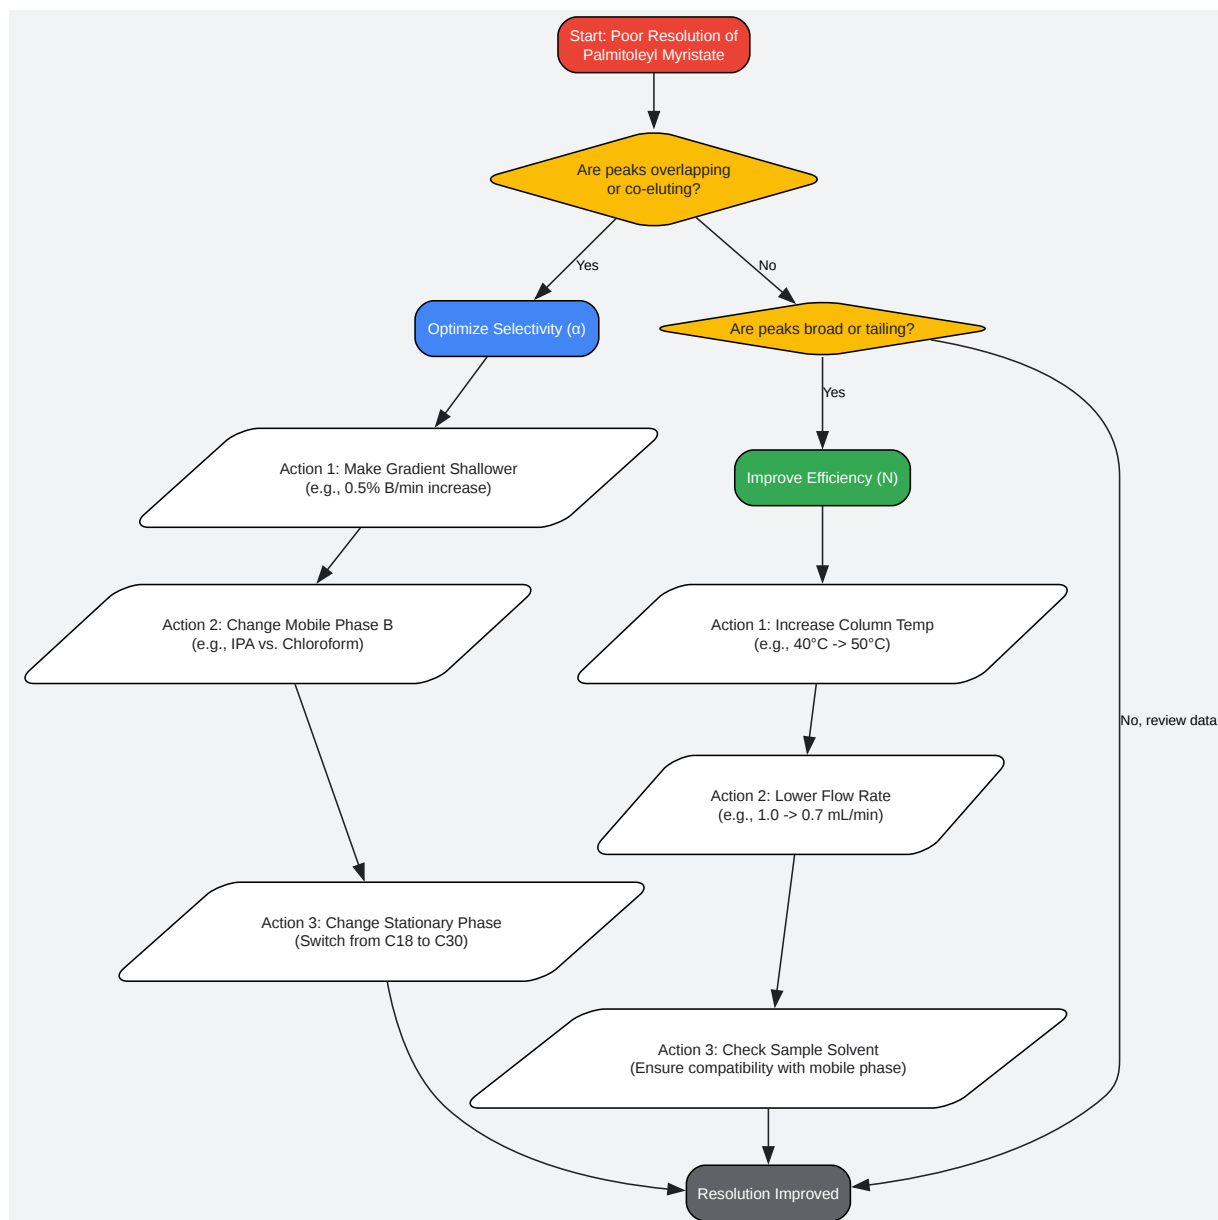 Start: Poor Resolution of
Palmitoleyl Myristate
Are peaks overlapping
or co-eluting?
Yes
No
Optimize Selectivity (α)
Are peaks broad or tailing?
Yes
Action 1: Make Gradient Shallower
(e.g., 0.5% B/min increase)
Improve Efficiency (N)
Action 2: Change Mobile Phase B
(e.g., IPA vs. Chloroform)
Action 1: Increase Column Temp
(e.g., 40°C -> 50°C)
No, review data
Action 2: Lower Flow Rate
(e.g., 1.0 -> 0.7 mL/min)
Action 3: Change Stationary Phase
(Switch from C18 to C30)
Action 3: Check Sample Solvent
(Ensure compatibility with mobile phase)
Resolution Improved